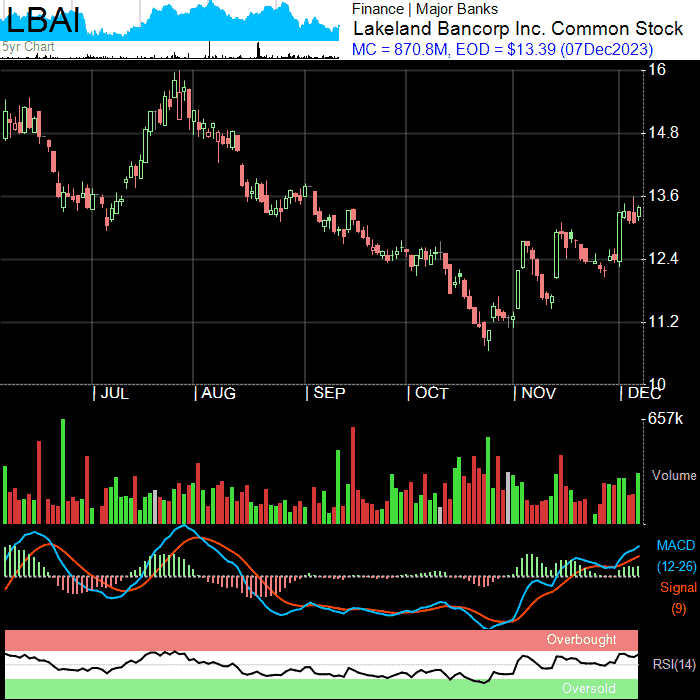 LBAI
5yr Chart
Finance | Major Banks
Lakeland Bancorp Inc. Common Stock
MC = 870.8M, EOD = $13.39 (07Dec2023)
16
14.8
13.6
12.4
11.2
10
| JUL | AUG | SEP | OCT | NOV | DEC
657k
Volume
MACD
(12-26)
Signal
(9)
Overbought
RSI(14)
Oversold